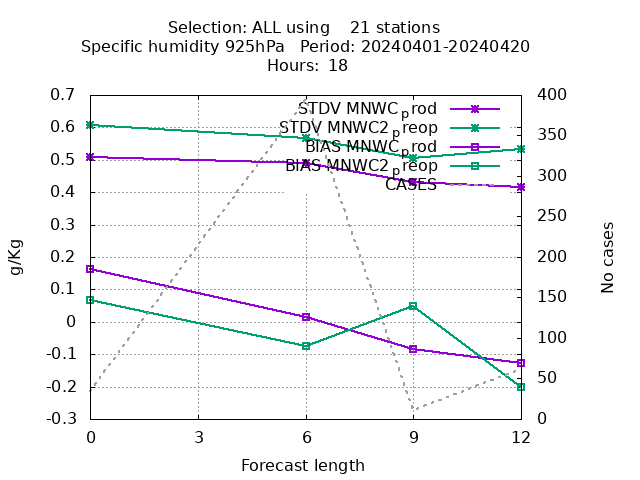 Selection: ALL using    21 stations
Specific humidity 925hPa   Period: 20240401-20240420
Hours: 18
STDV MNWC_prod
STDV MNWC2_preop
BIAS MNWC_prod
BIAS MNWC2_preop
CASES
0.7
0.6
0.5
0.4
0.3
0.2
0.1
0
-0.1
-0.2
-0.3
400
350
300
250
200
150
100
50
0
g/Kg
No cases
0 3 6 9 12
Forecast length